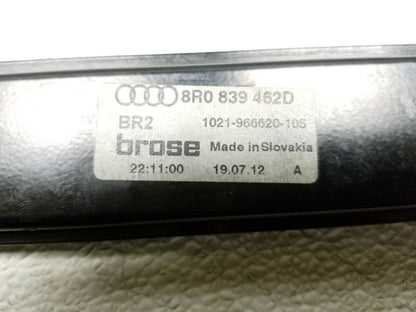 8R0 839 462D
BR2 1021-966620-105
brose Made in Slovakia
22:11:00 19.07.12 A